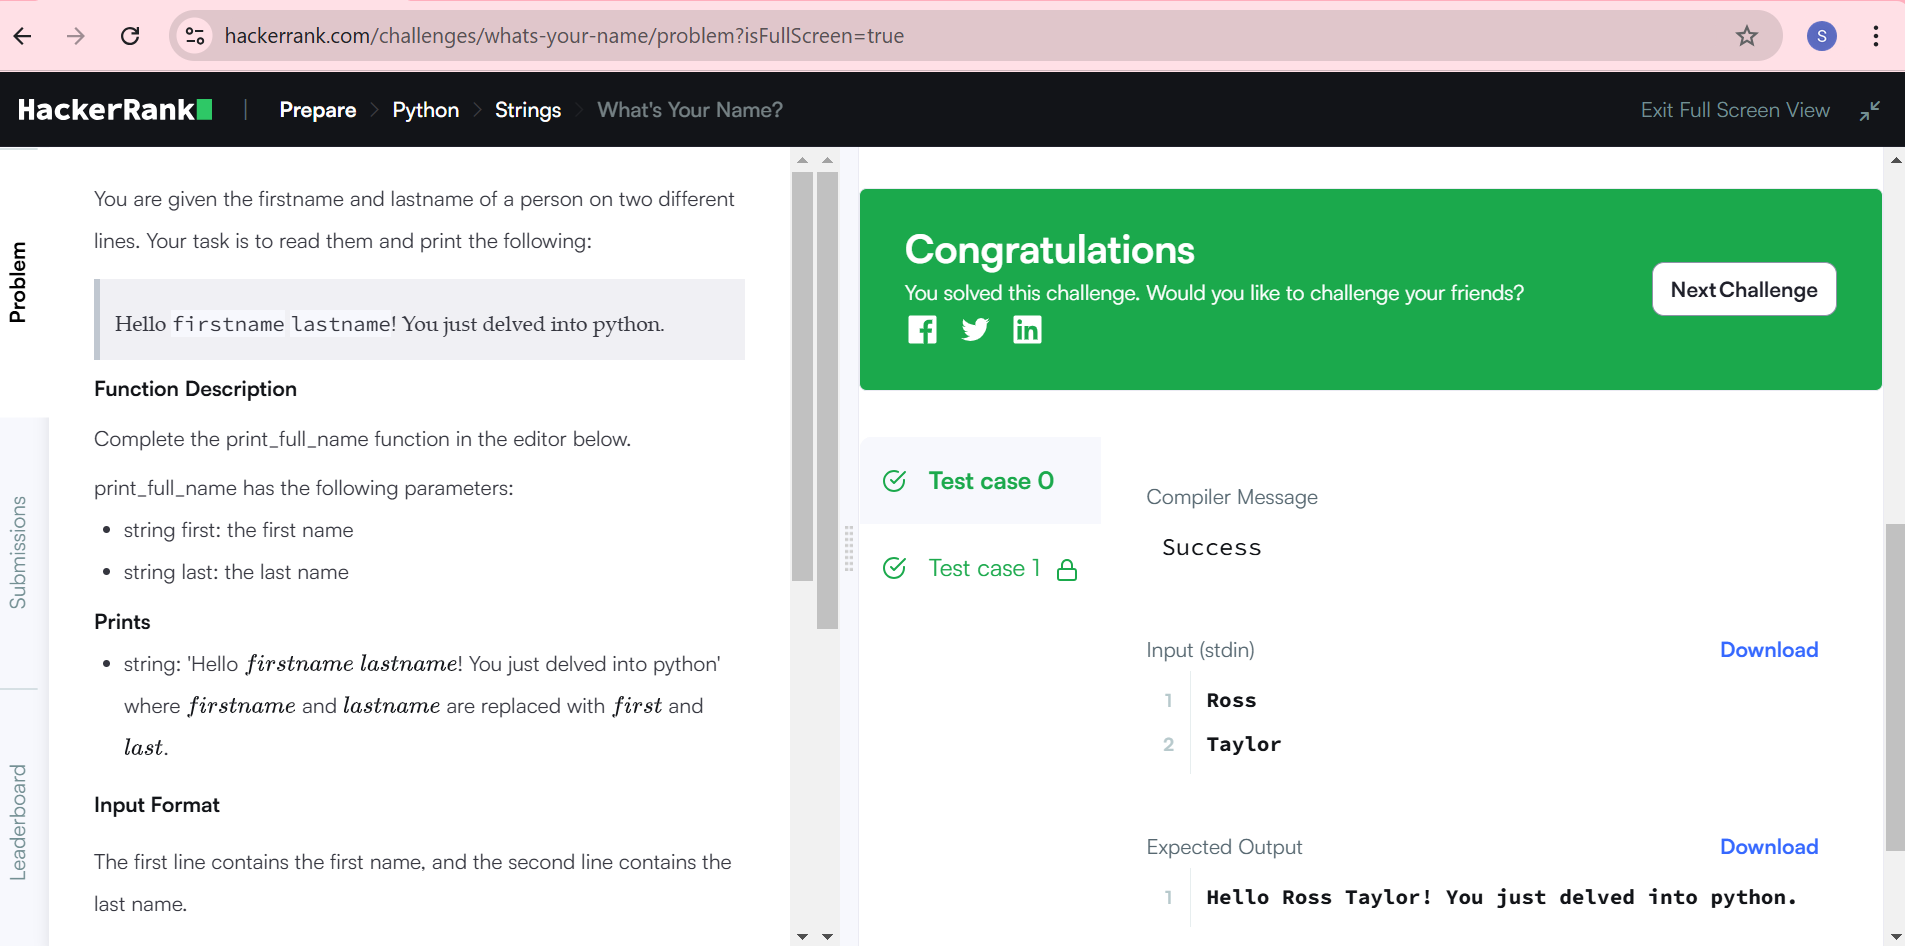 hackerrank.com/challenges/whats-your-name/problem?isFullScreen=true
S
HackerRank
Prepare
Python
Strings
What's Your Name?
Exit Full Screen View
Problem
Submissions
Leaderboard
You are given the firstname and lastname of a person on two different
lines. Your task is to read them and print the following:
Hello firstname lastname! You just delved into python.
Function Description
Complete the print_full_name function in the editor below.
print_full_name has the following parameters:
• string first: the first name
• string last: the last name
Prints
• string: 'Hello firstname lastname! You just delved into python'
where firstname and lastname are replaced with first and
last.
Input Format
The first line contains the first name, and the second line contains the
last name.
Congratulations
You solved this challenge. Would you like to challenge your friends?
Next Challenge
Test case 0
Test case 1
Compiler Message
Success
Input (stdin)
Download
1 Ross
2 Taylor
Expected Output
Download
1 Hello Ross Taylor! You just delved into python.